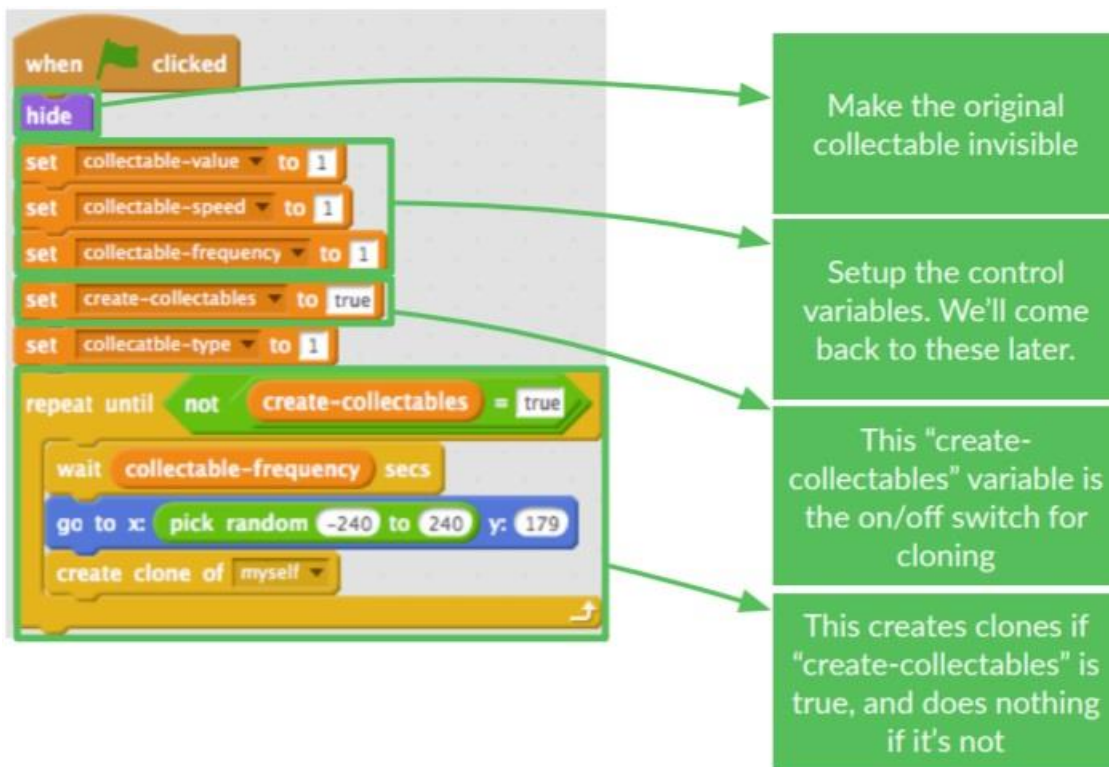 when clicked
hide
set collectable-value to 1
set collectable-speed to 1
set collectable-frequency to 1
set create-collectables to true
set collecatble-type to 1
repeat until not create-collectables = true
wait collectable-frequency secs
go to x: pick random -240 to 240 y: 179
create clone of myself
Make the original
collectable invisible
Setup the control
variables. We'll come
back to these later.
This "create-
collectables" variable is
the on/off switch for
cloning
This creates clones if
"create-collectables" is
true, and does nothing
if it's not